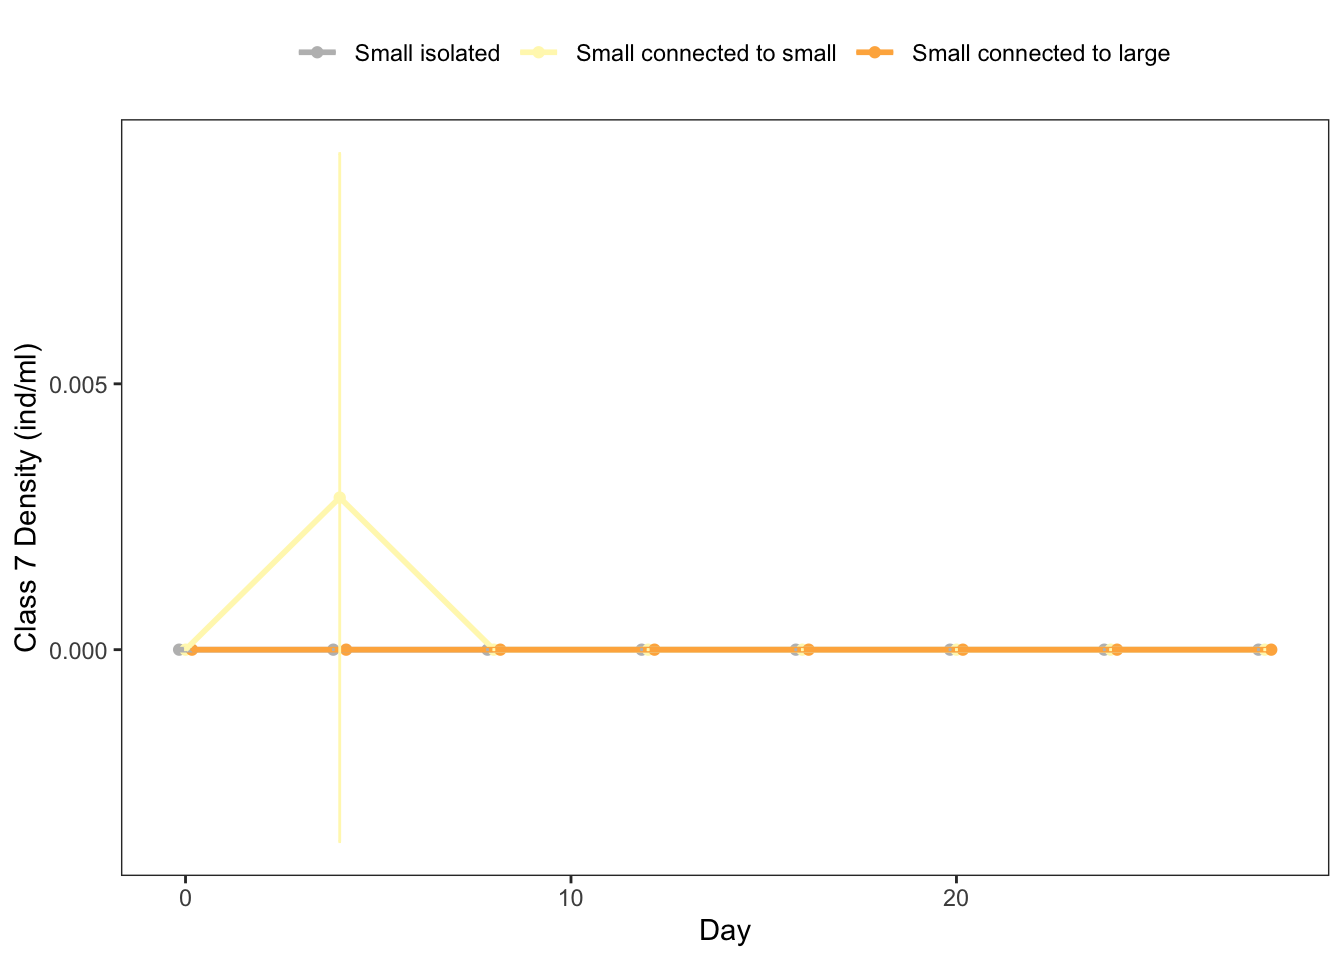 Small isolated Small connected to small Small connected to large
Class 7 Density (ind/ml)
0.005
0.000
0 10 20
Day